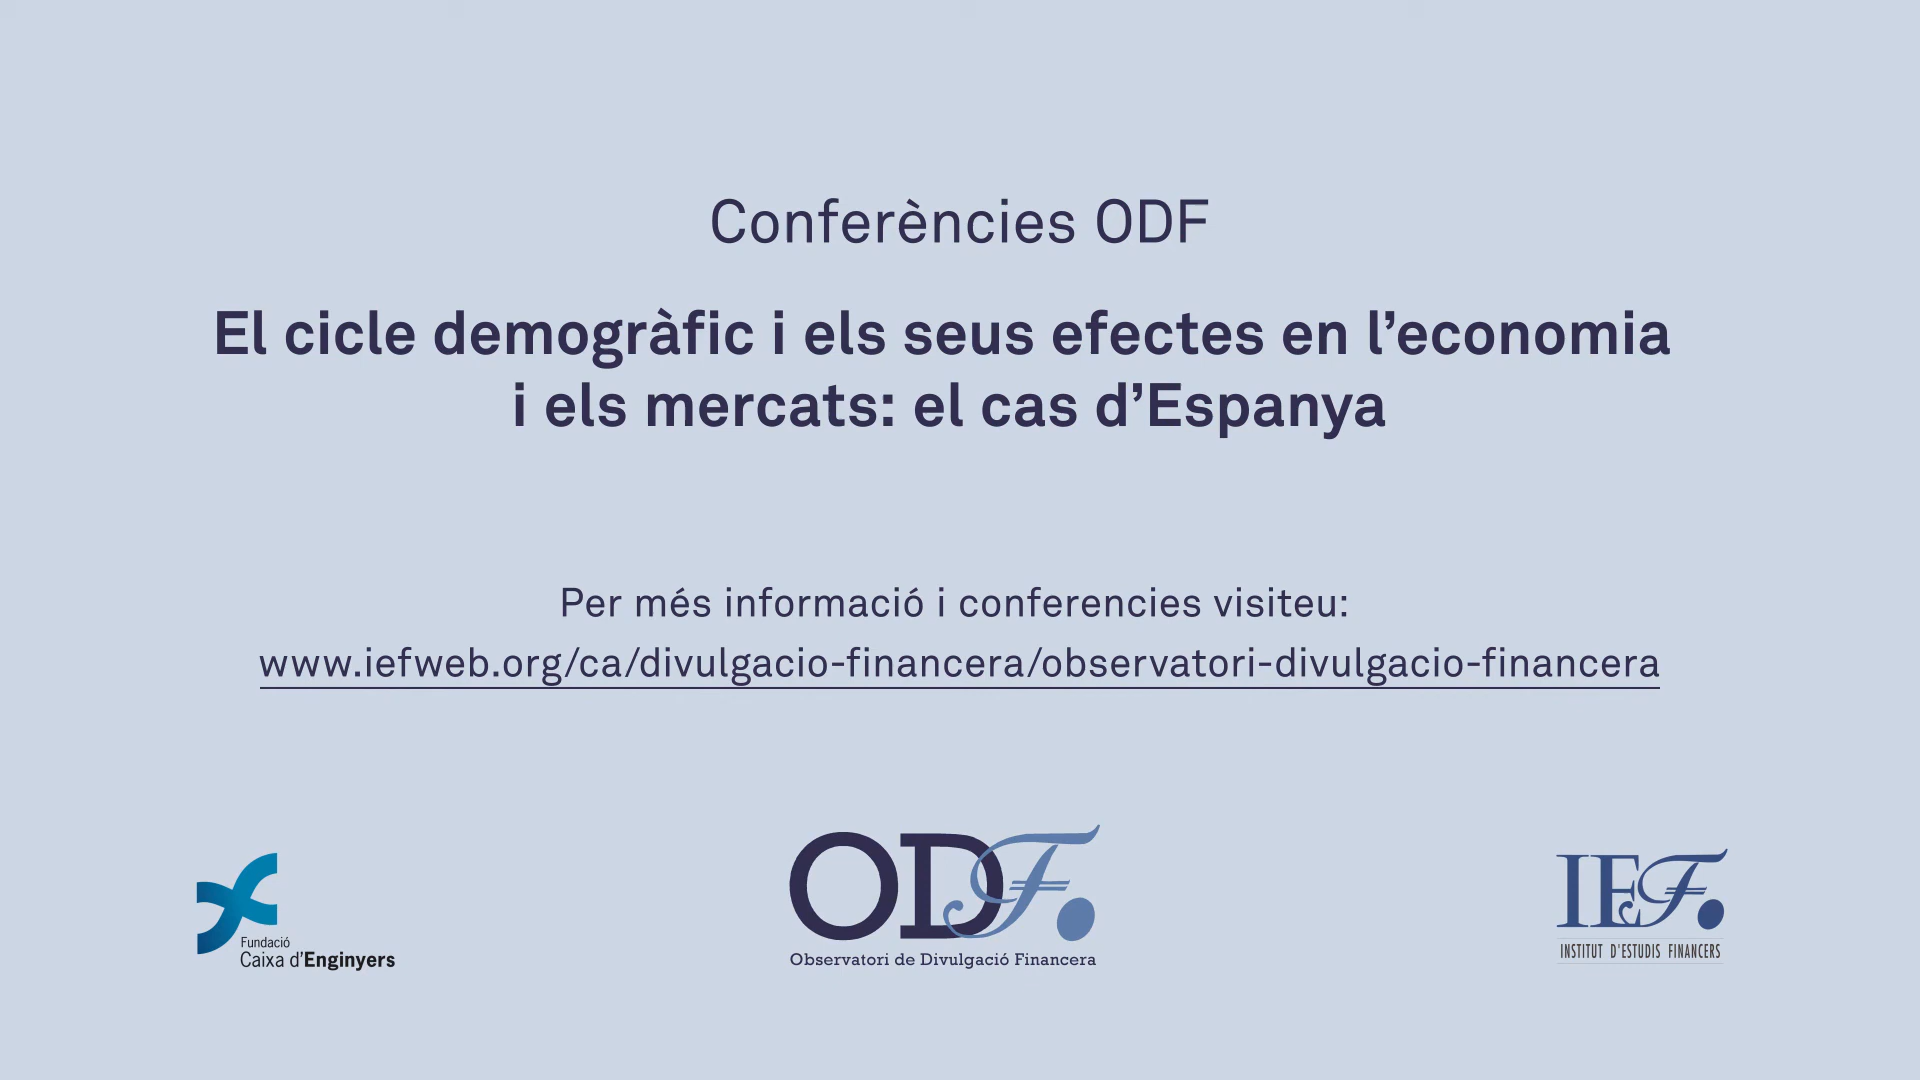 Conferències ODF
El cicle demogràfic i els seus efectes en l’economia
i els mercats: el cas d’Espanya
Per més informació i conferencies visiteu:
www.iefweb.org/ca/divulgacio-financera/observatori-divulgacio-financera
Fundació
Caixa d’Enginyers
ODF.
Observatori de Divulgació Financera
IEF.
INSTITUT D'ESTUDIS FINANCERS